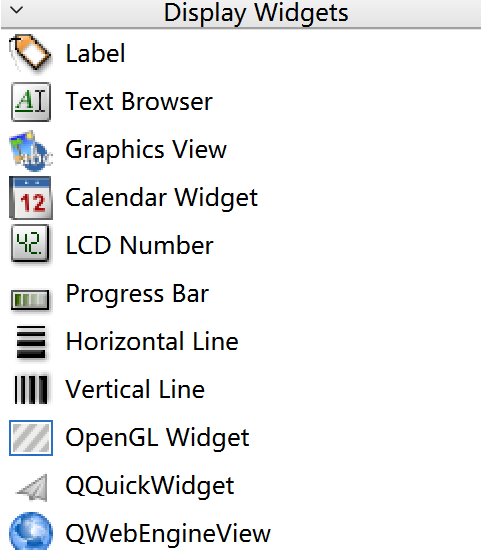 Display Widgets
Label
Text Browser
Graphics View
Calendar Widget
LCD Number
Progress Bar
Horizontal Line
Vertical Line
OpenGL Widget
QQuickWidget
QWebEngineView